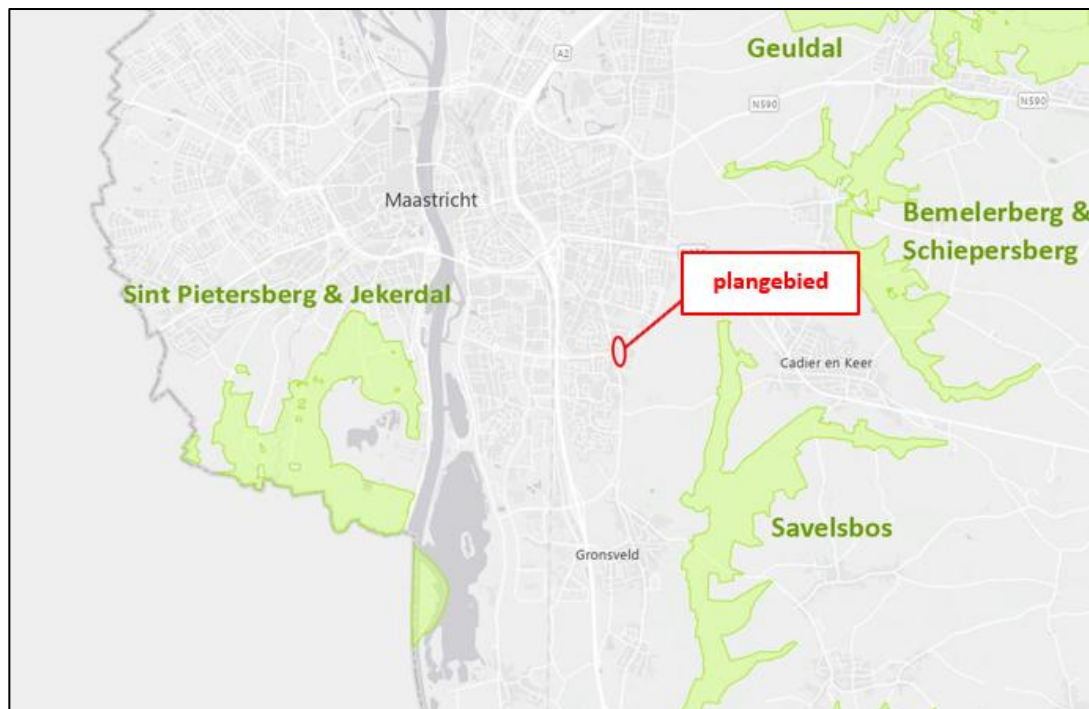 Geuldal
A2
N590
N590
Maastricht
Bemelerberg &
Schiepersberg
plangebied
Sint Pietersberg & Jekerdal
Cadier en Keer
Savelsbos
Gronsveld